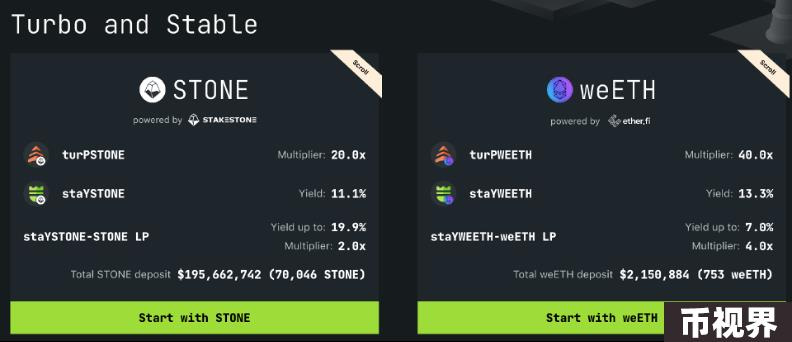 Turbo and Stable
Scroll
STONE
powered by STAKESTONE
turPSTONE Multiplier: 20.0x
staYSTONE Yield: 11.1%
staYSTONE-STONE LP Yield up to: 19.9%
Multiplier: 2.0x
Total STONE deposit $195,662,742 (70,046 STONE)
Start with STONE
Scroll
weETH
powered by ether.fi
turPWEETH Multiplier: 40.0x
staYWEETH Yield: 13.3%
staYWEETH-weETH LP Yield up to: 7.0%
Multiplier: 4.0x
Total weETH deposit $2,150,884 (753 weETH)
Start with weETH
币视界